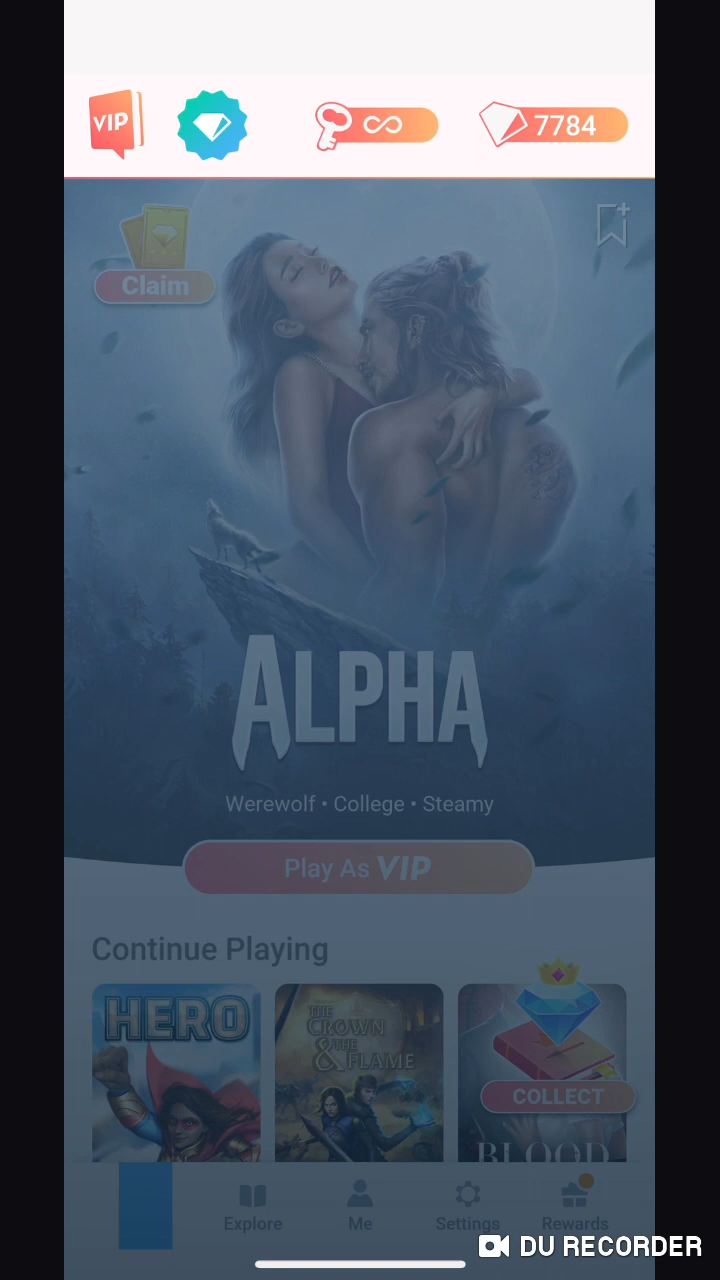 VIP
∞
7784
Claim
ALPHA
Werewolf • College • Steamy
Play As VIP
Continue Playing
HERO
THE
CROWN
& THE
FLAME
COLLECT
BLOOD
Explore
Me
Settings
Rewards
DU RECORDER